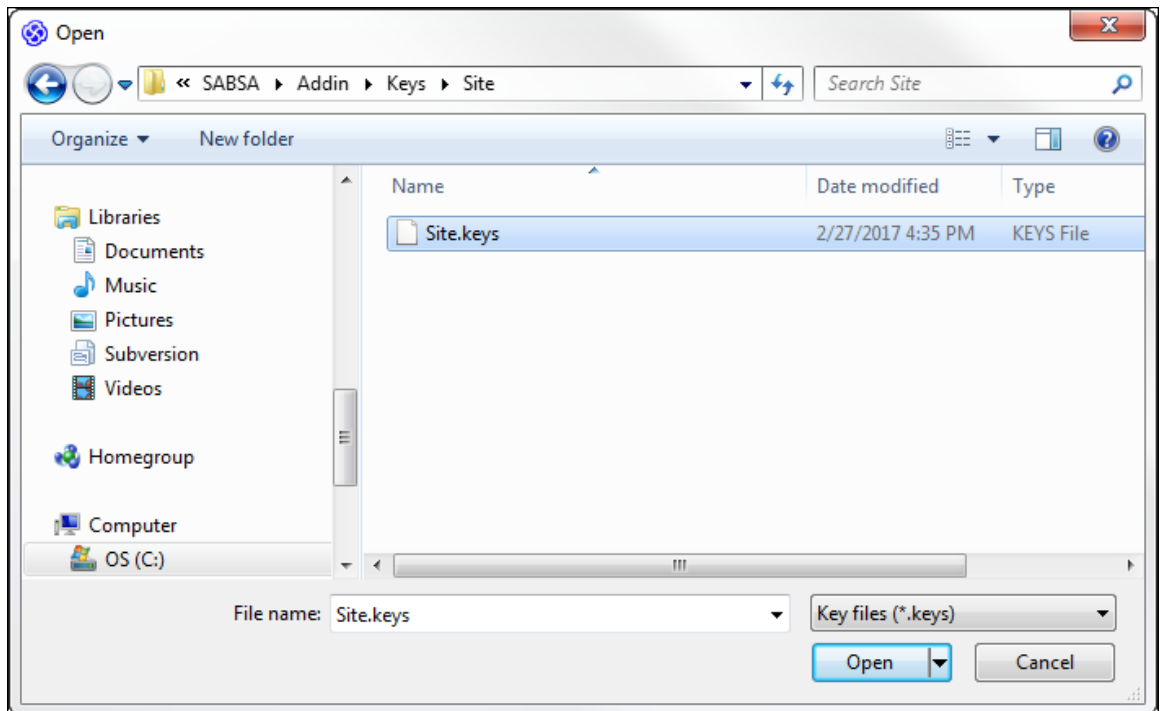 Open
« SABSA Addin Keys Site
Search Site
Organize New folder
Name Date modified Type
Libraries
Site.keys 2/27/2017 4:35 PM KEYS File
Documents
Music
Pictures
Subversion
Videos
Homegroup
Computer
OS (C:)
File name: Site.keys Key files (*.keys)
Open Cancel